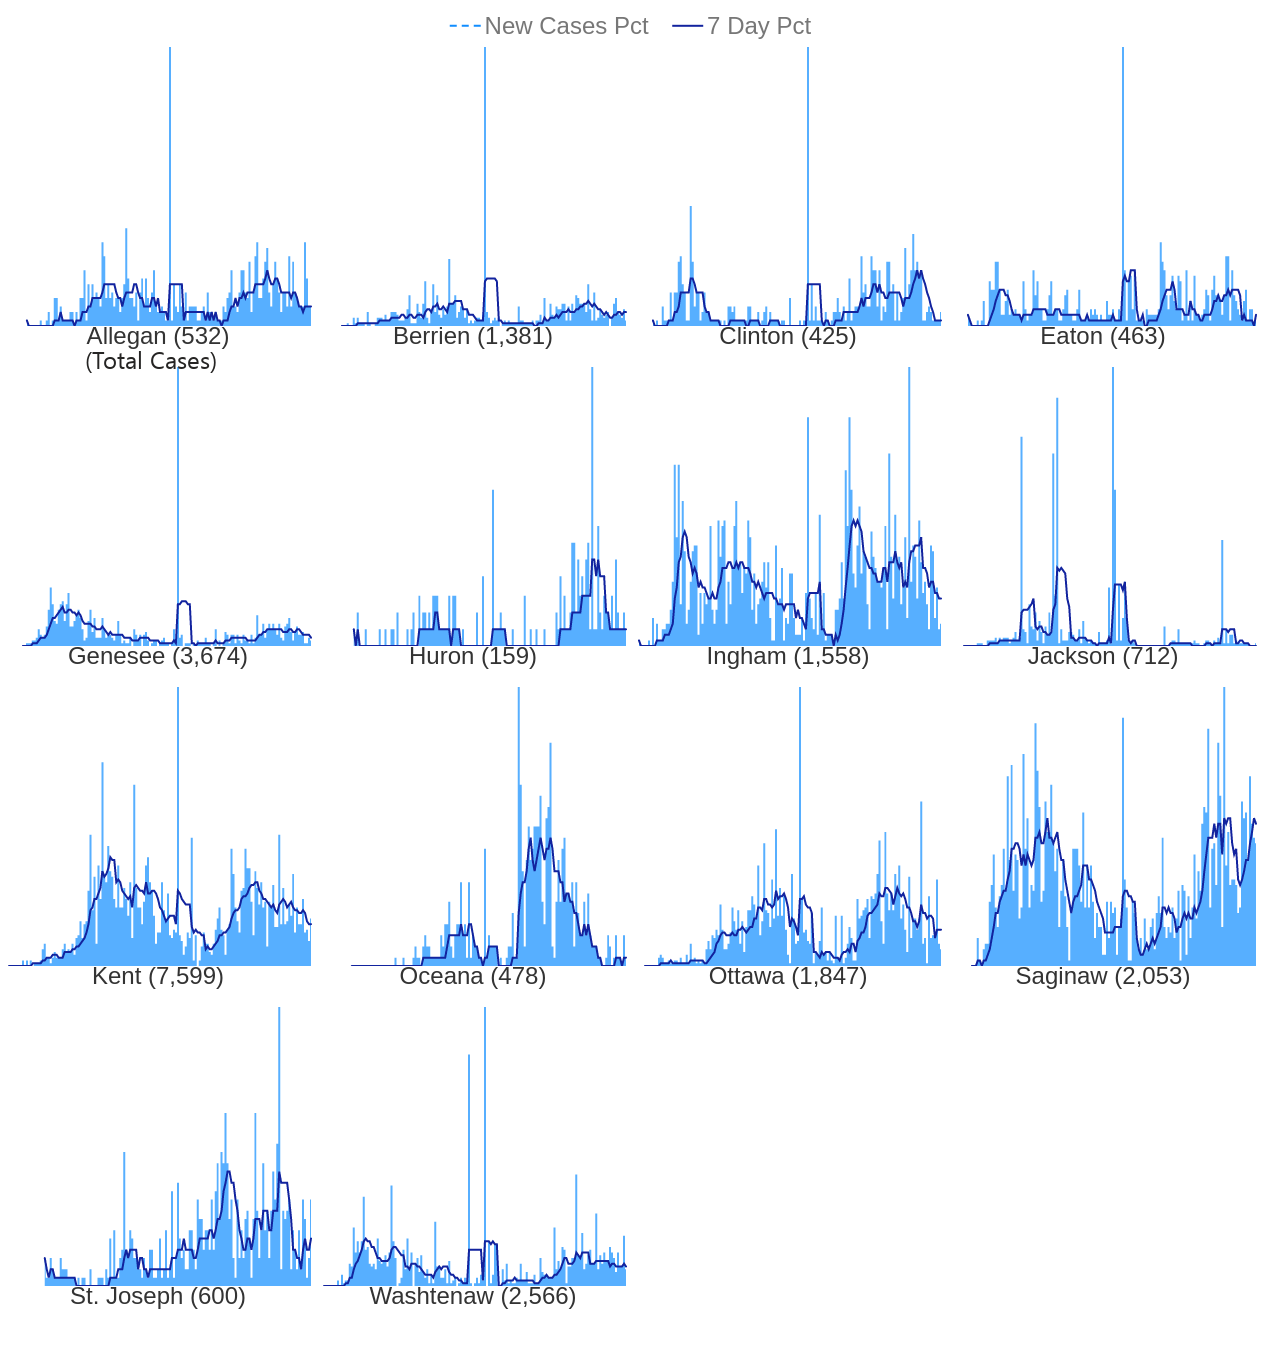 New Cases Pct 7 Day Pct
Allegan (532) Berrien (1,381) Clinton (425) Eaton (463)
(Total Cases)
Genesee (3,674) Huron (159) Ingham (1,558) Jackson (712)
Kent (7,599) Oceana (478) Ottawa (1,847) Saginaw (2,053)
St. Joseph (600) Washtenaw (2,566)